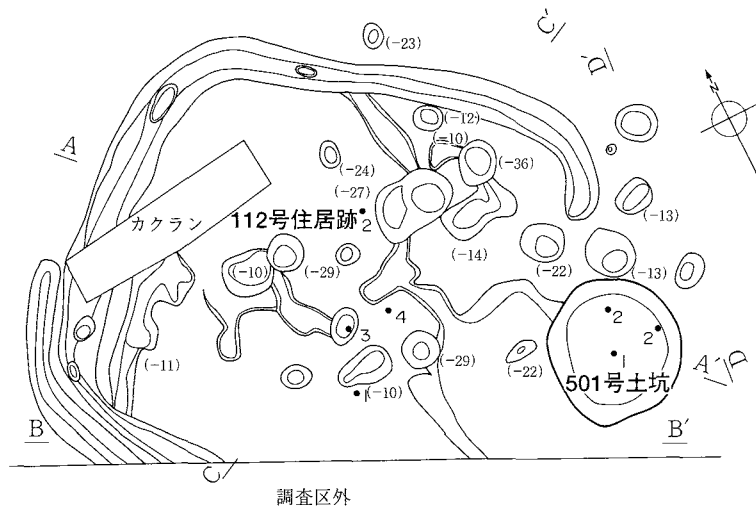 C'
D'
(-23)
N
A
(-12)
(-10)
(-36)
(-24)
(-27)
カクラン
112号住居跡
2
(-13)
(-14)
(-22)
(-13)
(-10)
(-29)
4
3
2
2
1
(-11)
(-29)
(-22)
501号土坑
A'
D
(-10)
1
B
B'
C
調査区外